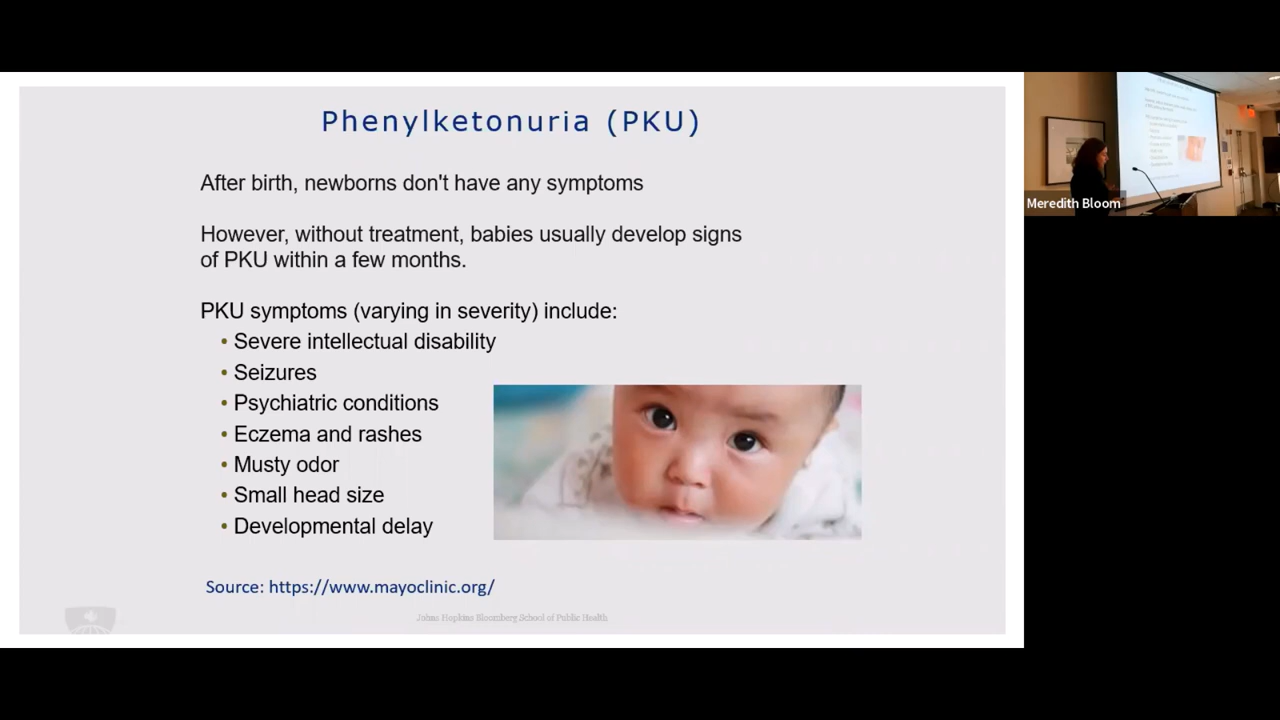 Phenylketonuria (PKU)
After birth, newborns don't have any symptoms
However, without treatment, babies usually develop signs
of PKU within a few months.
PKU symptoms (varying in severity) include:
• Severe intellectual disability
• Seizures
• Psychiatric conditions
• Eczema and rashes
• Musty odor
• Small head size
• Developmental delay
Source: https://www.mayoclinic.org/
Johns Hopkins Bloomberg School of Public Health
Meredith Bloom